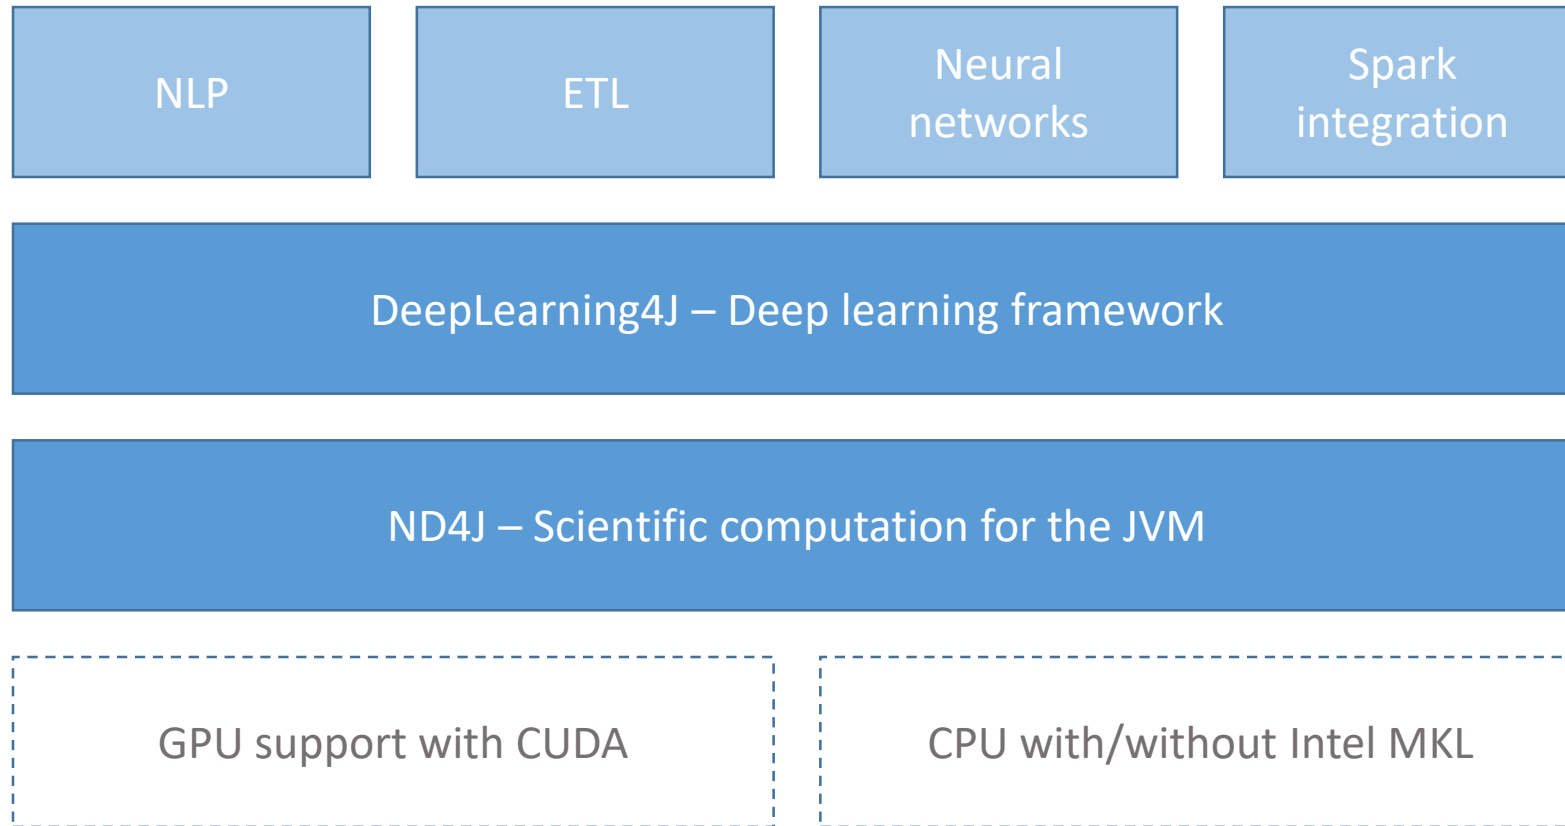 NLP
ETL
Neural
networks
Spark
integration
DeepLearning4J – Deep learning framework
ND4J – Scientific computation for the JVM
GPU support with CUDA
CPU with/without Intel MKL